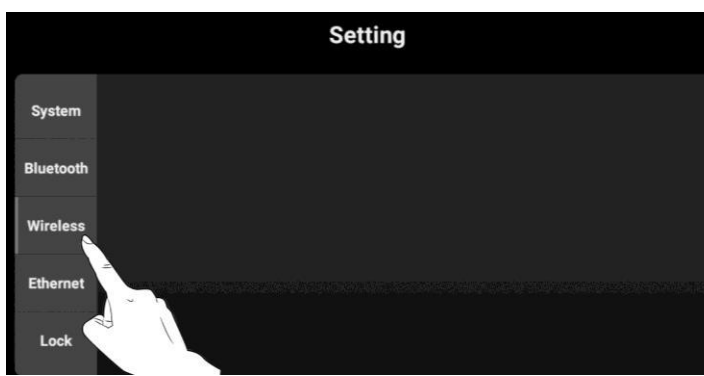 Setting
System
Bluetooth
Wireless
Ethernet
Lock